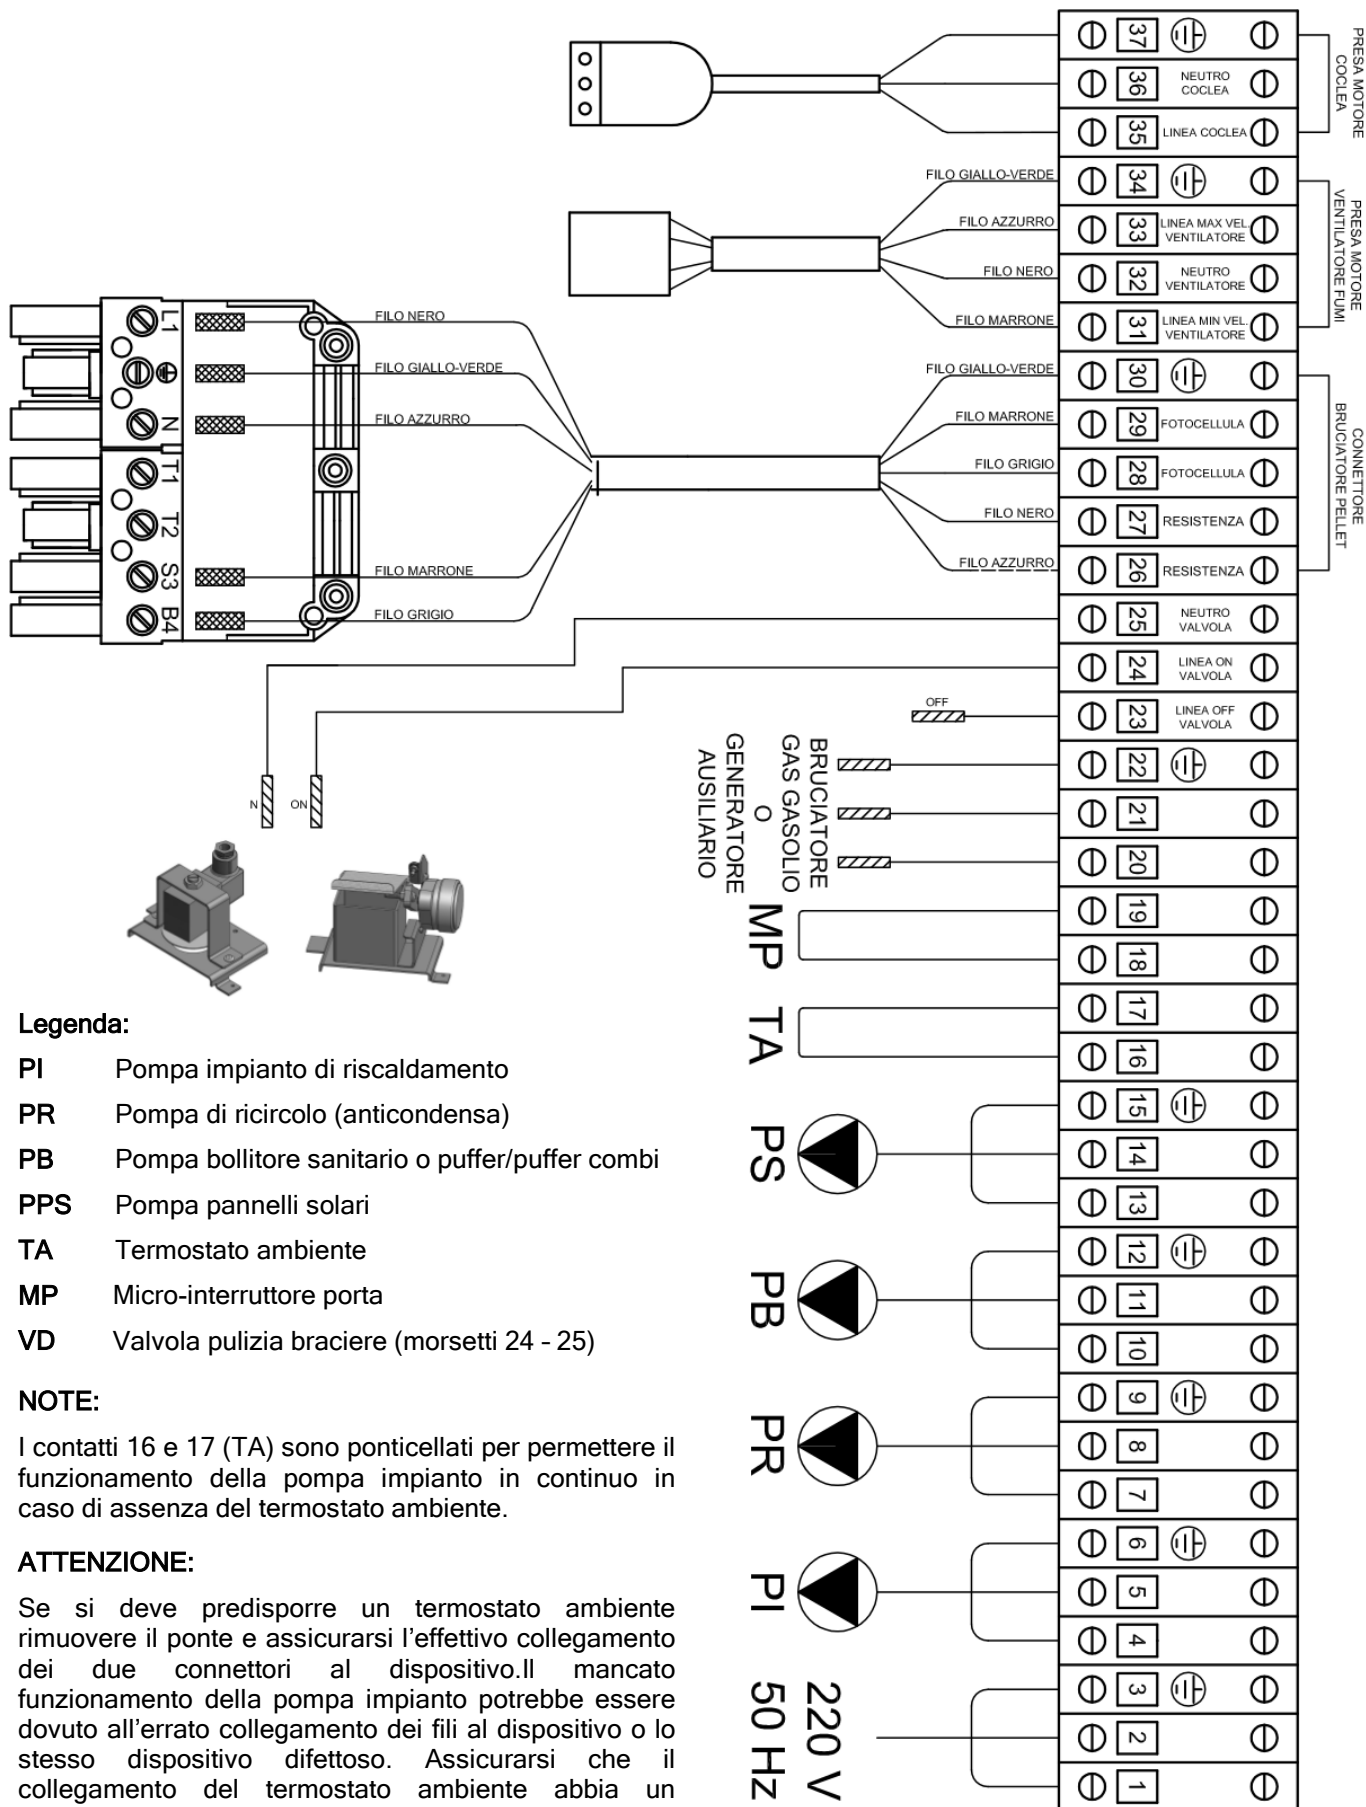 37
36 NEUTRO
COCLEA
35 LINEA COCLEA
PRESA MOTORE
COCLEA
FILO GIALLO-VERDE
34
FILO AZZURRO
33 LINEA MAX VEL.
VENTILATORE
FILO NERO
32 NEUTRO
VENTILATORE
FILO MARRONE
31 LINEA MIN VEL.
VENTILATORE
PRESA MOTORE
VENTILATORE FUMI
FILO GIALLO-VERDE
30
FILO MARRONE
29 FOTOCELLULA
FILO GRIGIO
28 FOTOCELLULA
FILO NERO
27 RESISTENZA
FILO AZZURRO
26 RESISTENZA
CONNETTORE
BRUCIATORE PELLET
L1
FILO NERO
FILO GIALLO-VERDE
N
FILO AZZURRO
T1
T2
S3
FILO MARRONE
B4
FILO GRIGIO
25 NEUTRO
VALVOLA
24 LINEA ON
VALVOLA
OFF
23 LINEA OFF
VALVOLA
N
ON
22
21
20
BRUCIATORE
GAS GASOLIO
O
GENERATORE
AUSILIARIO
19
18
MP
17
16
TA
15
14
13
PS
12
11
10
PB
9
8
7
PR
6
5
4
PI
3
2
1
220 V
50 Hz
Legenda:
PI Pompa impianto di riscaldamento
PR Pompa di ricircolo (anticondensa)
PB Pompa bollitore sanitario o puffer/puffer combi
PPS Pompa pannelli solari
TA Termostato ambiente
MP Micro-interruttore porta
VD Valvola pulizia braciere (morsetti 24 – 25)
NOTE:
I contatti 16 e 17 (TA) sono ponticellati per permettere il
funzionamento della pompa impianto in continuo in
caso di assenza del termostato ambiente.
ATTENZIONE:
Se si deve predisporre un termostato ambiente
rimuovere il ponte e assicurarsi l'effettivo collegamento
dei due connettori al dispositivo.Il mancato
funzionamento della pompa impianto potrebbe essere
dovuto all'errato collegamento dei fili al dispositivo o lo
stesso dispositivo difettoso. Assicurarsi che il
collegamento del termostato ambiente abbia un